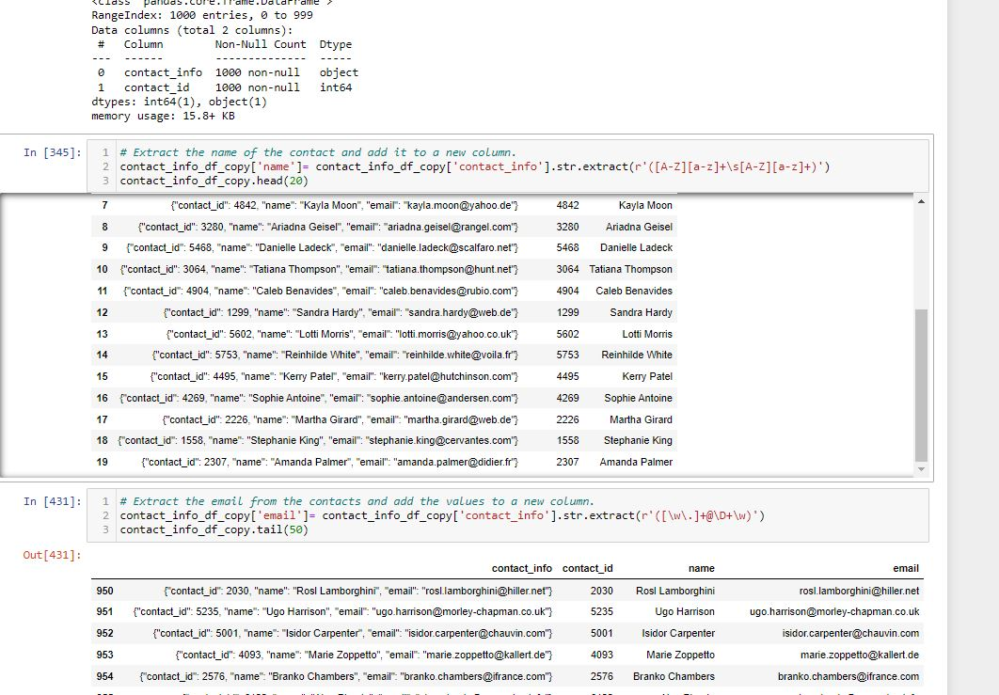 <class 'pandas.core.frame.DataFrame'>
RangeIndex: 1000 entries, 0 to 999
Data columns (total 2 columns):
# Column Non-Null Count Dtype
--- ------ -------------- -----
0 contact_info 1000 non-null object
1 contact_id 1000 non-null int64
dtypes: int64(1), object(1)
memory usage: 15.8+ KB
In [345]: 1 # Extract the name of the contact and add it to a new column.
2 contact_info_df_copy['name']= contact_info_df_copy['contact_info'].str.extract(r'([A-Z][a-z]+\s[A-Z][a-z]+)')
3 contact_info_df_copy.head(20)
7 {"contact_id": 4842, "name": "Kayla Moon", "email": "kayla.moon@yahoo.de"} 4842 Kayla Moon
8 {"contact_id": 3280, "name": "Ariadna Geisel", "email": "ariadna.geisel@rangel.com"} 3280 Ariadna Geisel
9 {"contact_id": 5468, "name": "Danielle Ladeck", "email": "danielle.ladeck@scalfaro.net"} 5468 Danielle Ladeck
10 {"contact_id": 3064, "name": "Tatiana Thompson", "email": "tatiana.thompson@hunt.net"} 3064 Tatiana Thompson
11 {"contact_id": 4904, "name": "Caleb Benavides", "email": "caleb.benavides@rubio.com"} 4904 Caleb Benavides
12 {"contact_id": 1299, "name": "Sandra Hardy", "email": "sandra.hardy@web.de"} 1299 Sandra Hardy
13 {"contact_id": 5602, "name": "Lotti Morris", "email": "lotti.morris@yahoo.co.uk"} 5602 Lotti Morris
14 {"contact_id": 5753, "name": "Reinhilde White", "email": "reinhilde.white@voila.fr"} 5753 Reinhilde White
15 {"contact_id": 4495, "name": "Kerry Patel", "email": "kerry.patel@hutchinson.com"} 4495 Kerry Patel
16 {"contact_id": 4269, "name": "Sophie Antoine", "email": "sophie.antoine@andersen.com"} 4269 Sophie Antoine
17 {"contact_id": 2226, "name": "Martha Girard", "email": "martha.girard@web.de"} 2226 Martha Girard
18 {"contact_id": 1558, "name": "Stephanie King", "email": "stephanie.king@cervantes.com"} 1558 Stephanie King
19 {"contact_id": 2307, "name": "Amanda Palmer", "email": "amanda.palmer@didier.fr"} 2307 Amanda Palmer
In [431]: 1 # Extract the email from the contacts and add the values to a new column.
2 contact_info_df_copy['email']= contact_info_df_copy['contact_info'].str.extract(r'([\w\.]+@\D+\w)')
3 contact_info_df_copy.tail(50)
Out[431]:
contact_info contact_id name email
950 {"contact_id": 2030, "name": "Rosl Lamborghini", "email": "rosl.lamborghini@hiller.net"} 2030 Rosl Lamborghini rosl.lamborghini@hiller.net
951 {"contact_id": 5235, "name": "Ugo Harrison", "email": "ugo.harrison@morley-chapman.co.uk"} 5235 Ugo Harrison ugo.harrison@morley-chapman.co.uk
952 {"contact_id": 5001, "name": "Isidor Carpenter", "email": "isidor.carpenter@chauvin.com"} 5001 Isidor Carpenter isidor.carpenter@chauvin.com
953 {"contact_id": 4093, "name": "Marie Zoppetto", "email": "marie.zoppetto@kallert.de"} 4093 Marie Zoppetto marie.zoppetto@kallert.de
954 {"contact_id": 2576, "name": "Branko Chambers", "email": "branko.chambers@ifrance.com"} 2576 Branko Chambers branko.chambers@ifrance.com